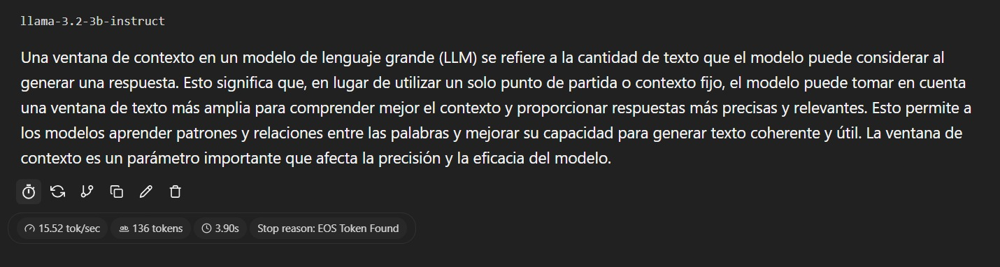 llama-3.2-3b-instruct
Una ventana de contexto en un modelo de lenguaje grande (LLM) se refiere a la cantidad de texto que el modelo puede considerar al
generar una respuesta. Esto significa que, en lugar de utilizar un solo punto de partida o contexto fijo, el modelo puede tomar en cuenta
una ventana de texto más amplia para comprender mejor el contexto y proporcionar respuestas más precisas y relevantes. Esto permite a
los modelos aprender patrones y relaciones entre las palabras y mejorar su capacidad para generar texto coherente y útil. La ventana de
contexto es un parámetro importante que afecta la precisión y la eficacia del modelo.
15.52 tok/sec ab 136 tokens 3.90s Stop reason: EOS Token Found